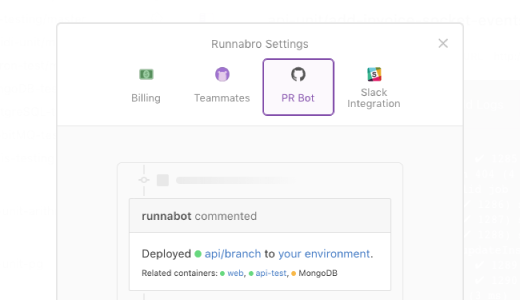 Runnabro Settings
Billing
Teammates
PR Bot
Slack
Integration
runnabot commented
Deployed api/branch to your environment.
Related containers: web, api-test, MongoDB